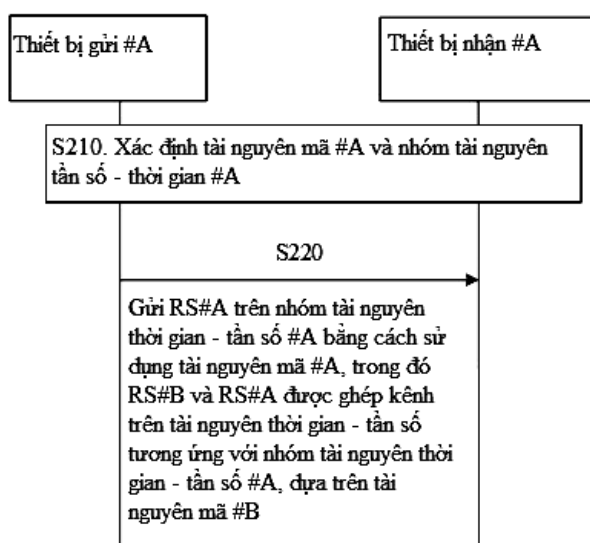 Thiết bị gửi #A
Thiết bị nhận #A
S210. Xác định tài nguyên mã #A và nhóm tài nguyên
tần số - thời gian #A
S220
Gửi RS#A trên nhóm tài nguyên
thời gian - tần số #A bằng cách sử
dụng tài nguyên mã #A, trong đó
RS#B và RS#A được ghép kênh
trên tài nguyên thời gian - tần số
tương ứng với nhóm tài nguyên thời
gian - tần số #A, dựa trên tài
nguyên mã #B